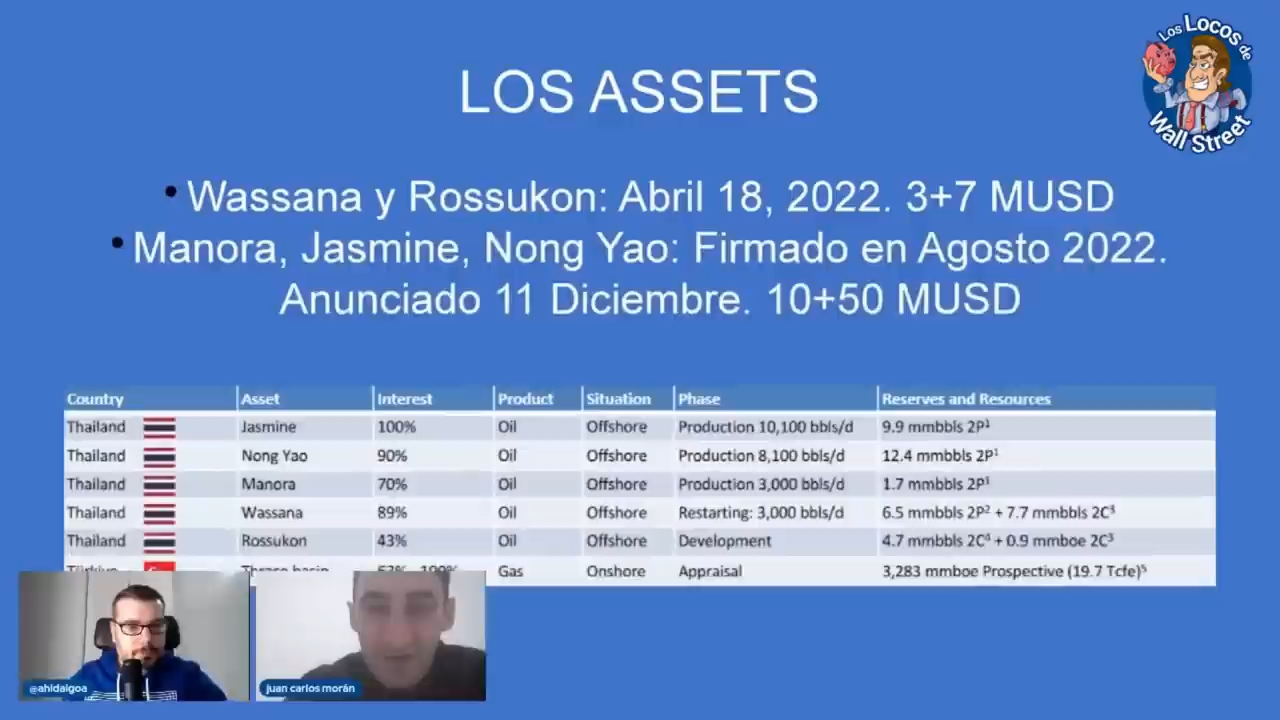 Los Locos de
Wall Street
LOS ASSETS
• Wassana y Rossukon: Abril 18, 2022. 3+7 MUSD
• Manora, Jasmine, Nong Yao: Firmado en Agosto 2022.
Anunciado 11 Diciembre. 10+50 MUSD
Country Asset Interest Product Situation Phase Reserves and Resources
Thailand Jasmine 100% Oil Offshore Production 10,100 bbls/d 9.9 mmbbls 2P¹
Thailand Nong Yao 90% Oil Offshore Production 8,100 bbls/d 12.4 mmbbls 2P¹
Thailand Manora 70% Oil Offshore Production 3,000 bbls/d 1.7 mmbbls 2P¹
Thailand Wassana 89% Oil Offshore Restarting: 3,000 bbls/d 6.5 mmbbls 2P² + 7.7 mmbbls 2C³
Thailand Rossukon 43% Oil Offshore Development 4.7 mmbbls 2C⁴ + 0.9 mmboe 2C³
Gas Onshore Appraisal 3,283 mmboe Prospective (19.7 Tcfe)⁵
@ahidalgoa
juan carlos morán